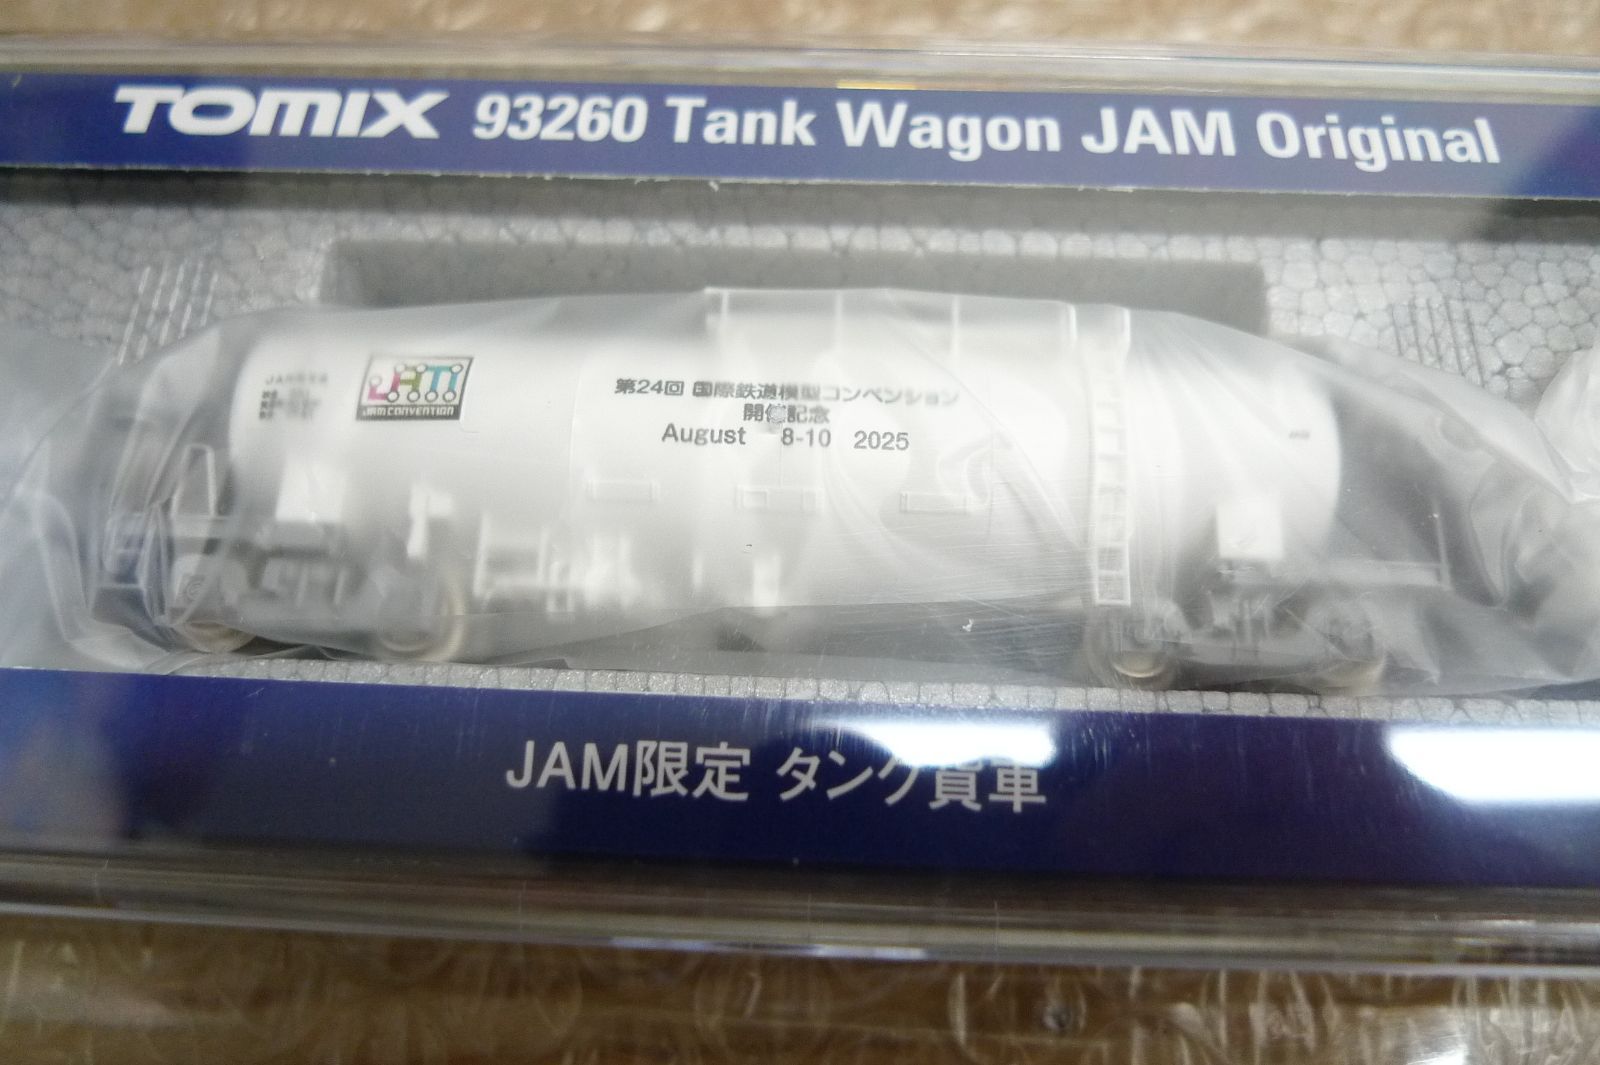 TOMIX 93260 Tank Wagon JAM Original
JAM CONVENTION
第24回 国際鉄道模型コンベンション
開催記念
August 8-10 2025
JAM限定 タンク貨車